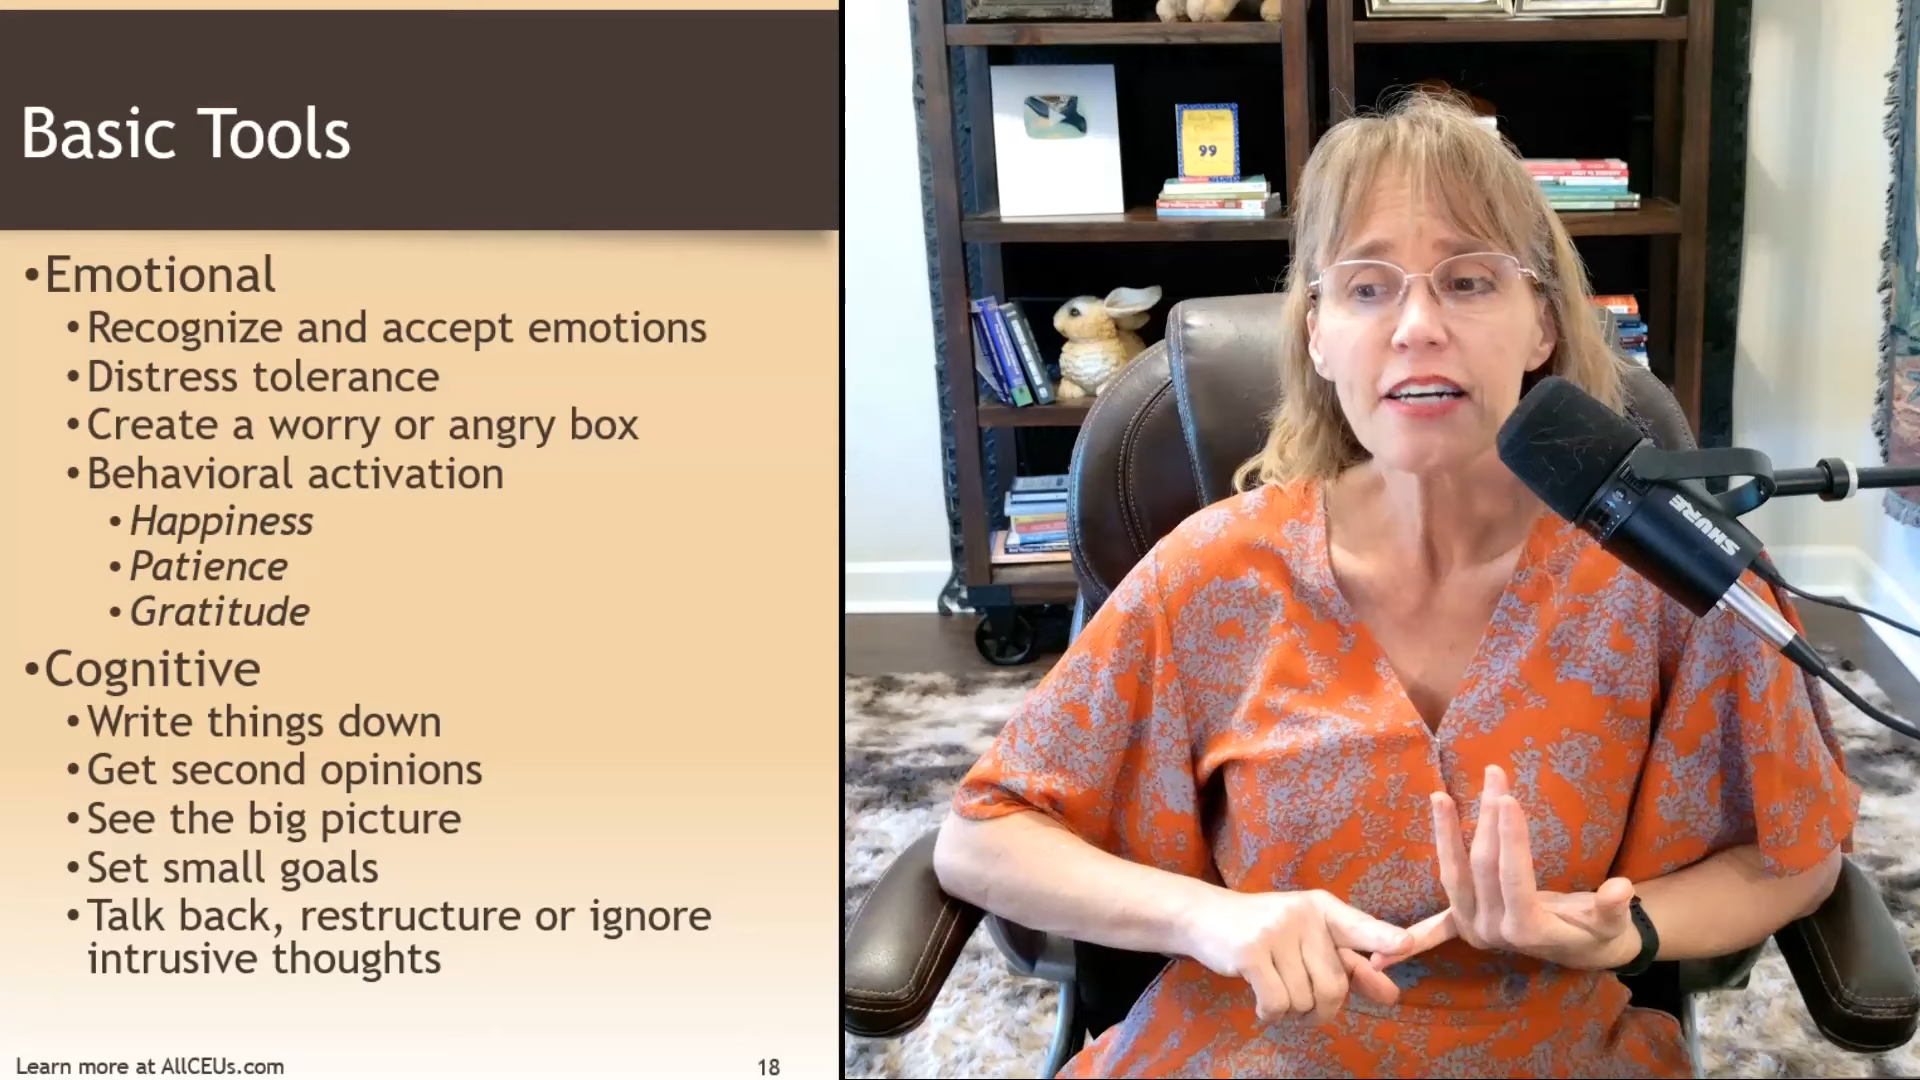 Basic Tools
•Emotional
•Recognize and accept emotions
•Distress tolerance
•Create a worry or angry box
•Behavioral activation
•Happiness
•Patience
•Gratitude
•Cognitive
•Write things down
•Get second opinions
•See the big picture
•Set small goals
•Talk back, restructure or ignore
intrusive thoughts
Learn more at AllCEUs.com
18
99
SHURE